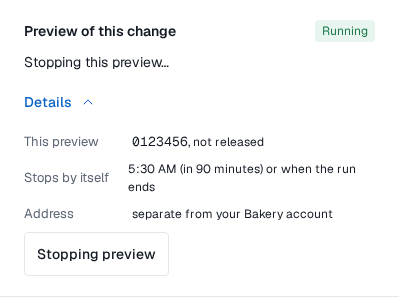 Preview of this change
Running
Stopping this preview...
Details
This preview 0123456, not released
Stops by itself 5:30 AM (in 90 minutes) or when the run
ends
Address separate from your Bakery account
Stopping preview